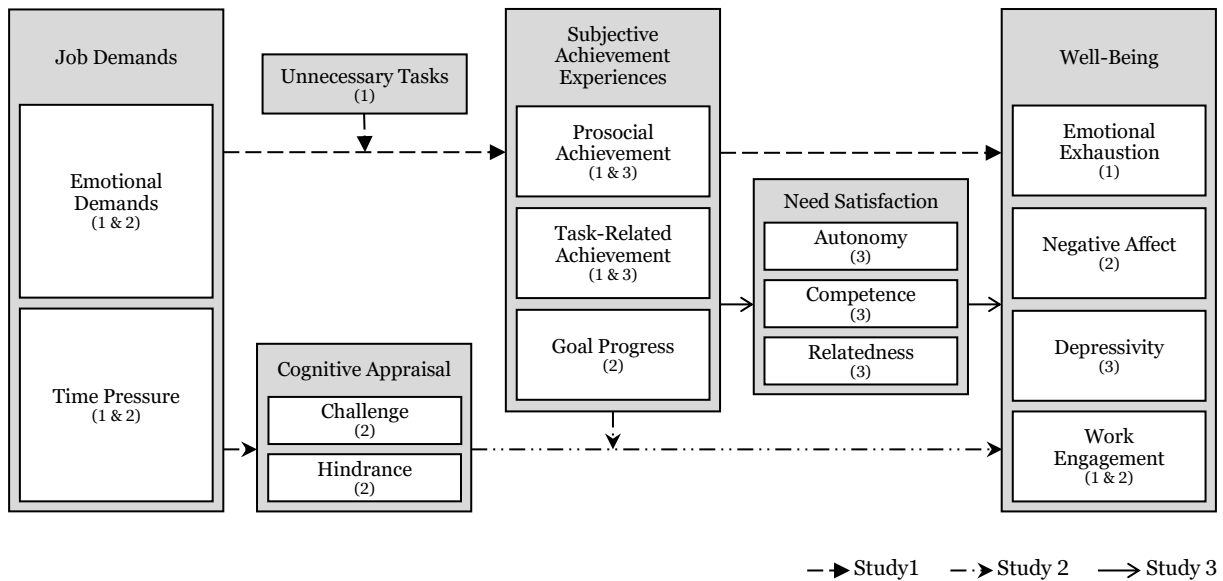 Job Demands
Emotional
Demands
(1 & 2)
Time Pressure
(1 & 2)
Unnecessary Tasks
(1)
Cognitive Appraisal
Challenge
(2)
Hindrance
(2)
Subjective
Achievement
Experiences
Prosocial
Achievement
(1 & 3)
Task-Related
Achievement
(1 & 3)
Goal Progress
(2)
Need Satisfaction
Autonomy
(3)
Competence
(3)
Relatedness
(3)
Well-Being
Emotional
Exhaustion
(1)
Negative Affect
(2)
Depressivity
(3)
Work
Engagement
(1 & 2)
Study1
Study 2
Study 3